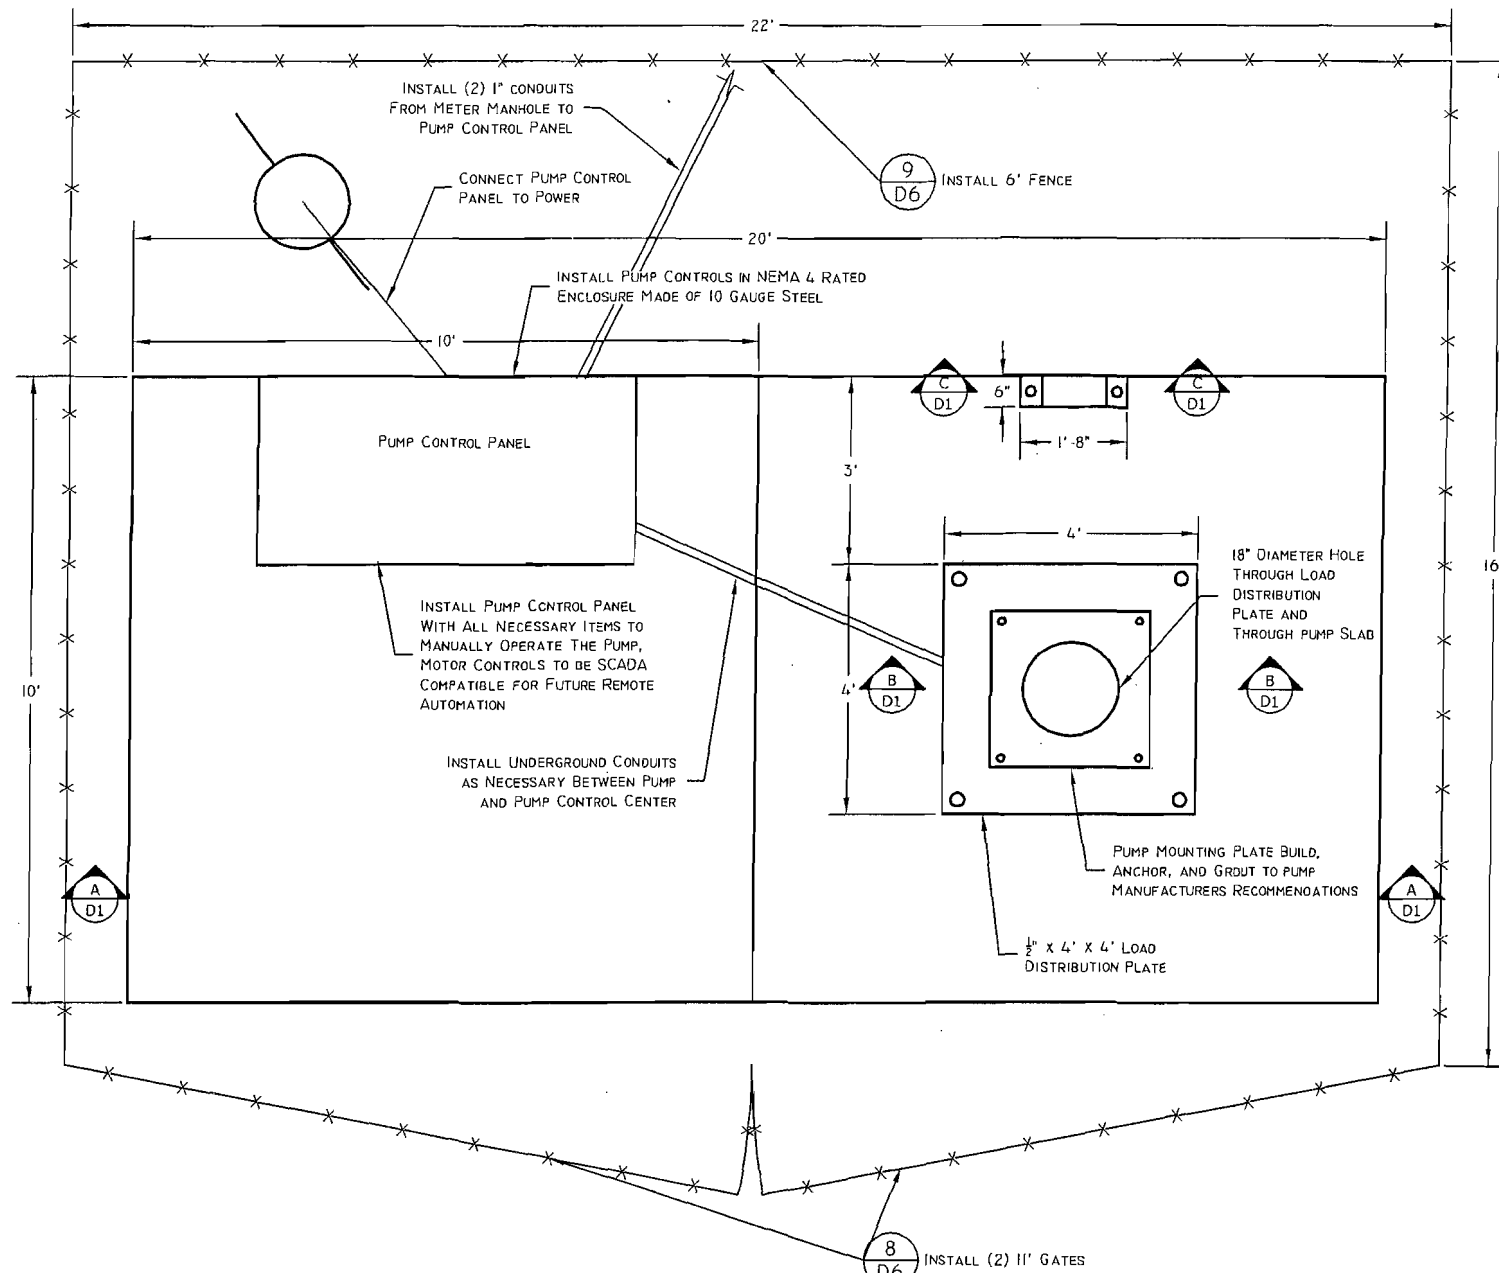 22'
INSTALL (2) 1" CONDUITS
FROM METER MANHOLE TO
PUMP CONTROL PANEL
CONNECT PUMP CONTROL
PANEL TO POWER
9
D6
INSTALL 6' FENCE
20'
INSTALL PUMP CONTROLS IN NEMA 4 RATED
ENCLOSURE MADE OF 10 GAUGE STEEL
10'
C
D1
6"
C
D1
1'-8"
PUMP CONTROL PANEL
3'
4'
18" DIAMETER HOLE
THROUGH LOAD
DISTRIBUTION
PLATE AND
THROUGH PUMP SLAB
16
INSTALL PUMP CONTROL PANEL
WITH ALL NECESSARY ITEMS TO
MANUALLY OPERATE THE PUMP,
MOTOR CONTROLS TO BE SCADA
COMPATIBLE FOR FUTURE REMOTE
AUTOMATION
10'
B
D1
4'
B
D1
INSTALL UNDERGROUND CONDUITS
AS NECESSARY BETWEEN PUMP
AND PUMP CONTROL CENTER
PUMP MOUNTING PLATE BUILD,
ANCHOR, AND GROUT TO PUMP
MANUFACTURERS RECOMMENDATIONS
A
D1
A
D1
½" X 4' X 4' LOAD
DISTRIBUTION PLATE
8
D6
INSTALL (2) 11' GATES